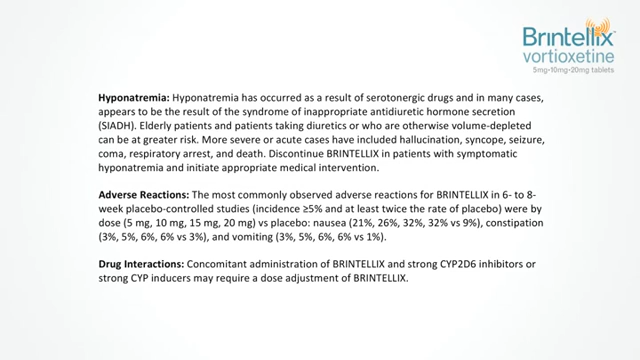 Brintellix™
vortioxetine
5mg•10mg•20mg tablets
Hyponatremia: Hyponatremia has occurred as a result of serotonergic drugs and in many cases,
appears to be the result of the syndrome of inappropriate antidiuretic hormone secretion
(SIADH). Elderly patients and patients taking diuretics or who are otherwise volume-depleted
can be at greater risk. More severe or acute cases have included hallucination, syncope, seizure,
coma, respiratory arrest, and death. Discontinue BRINTELLIX in patients with symptomatic
hyponatremia and initiate appropriate medical intervention.
Adverse Reactions: The most commonly observed adverse reactions for BRINTELLIX in 6- to 8-
week placebo-controlled studies (incidence ≥5% and at least twice the rate of placebo) were by
dose (5 mg, 10 mg, 15 mg, 20 mg) vs placebo: nausea (21%, 26%, 32%, 32% vs 9%), constipation
(3%, 5%, 6%, 6% vs 3%), and vomiting (3%, 5%, 6%, 6% vs 1%).
Drug Interactions: Concomitant administration of BRINTELLIX and strong CYP2D6 inhibitors or
strong CYP inducers may require a dose adjustment of BRINTELLIX.